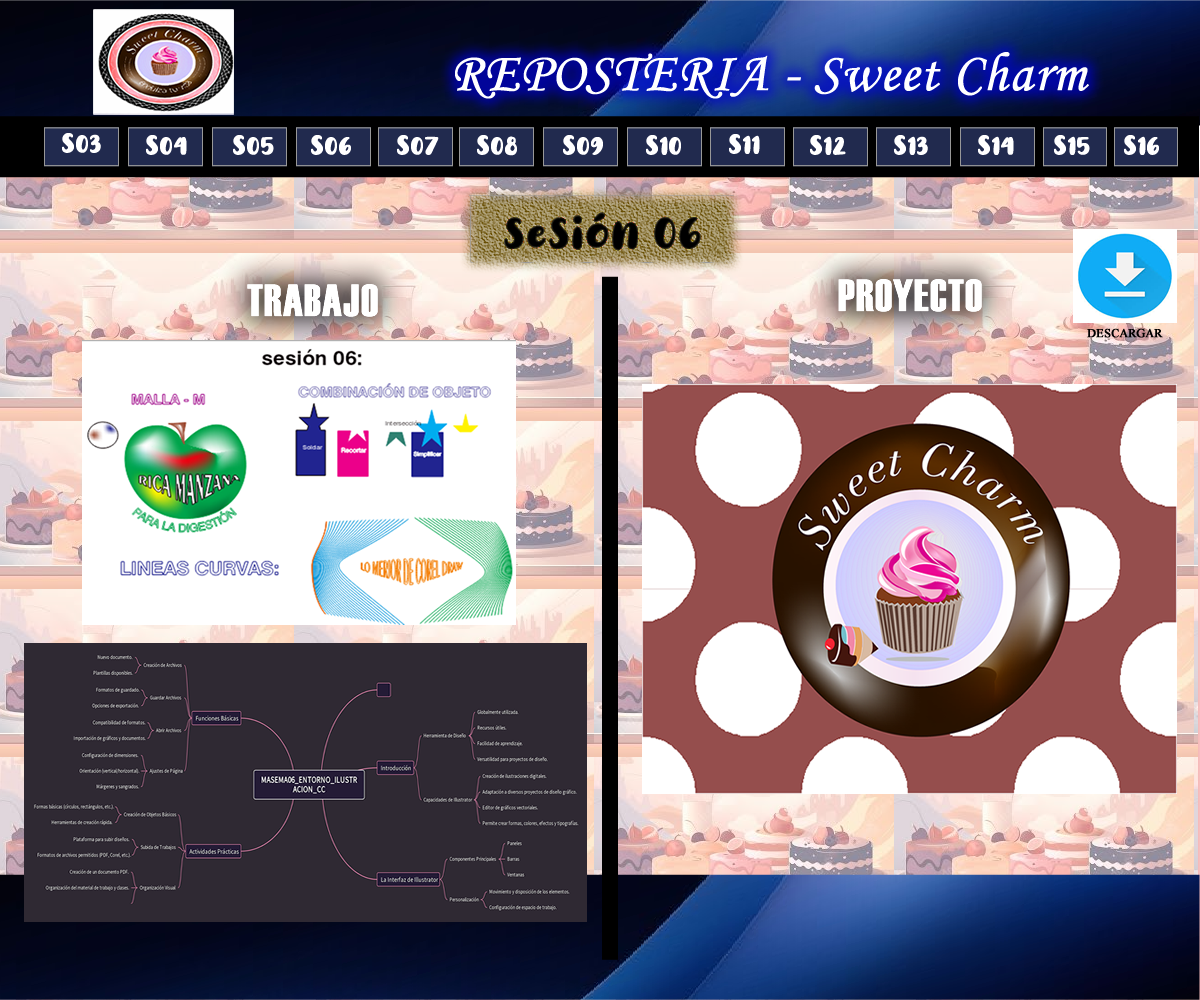 Sweet Charm
REPOSTERIA - Sweet Charm
S03
S04
S05
S06
S07
S08
S09
S10
S11
S12
S13
S14
S15
S16
SeSión 06
TRABAJO
PROYECTO
DESCARGAR
sesión 06:
MALLA - M
COMBINACIÓN DE OBJETO
Soldar
Recortar
Intersección
Simplificar
RICA MANZANA
PARA LA DIGESTIÓN
LINEAS CURVAS:
LO MERIOR DE COREL DRAW
Sweet Charm
MASEMA06_ENTORNO_ILUSTR
ACION_CC
Funciones Básicas
Creación de Archivos
Nuevo documento.
Plantillas disponibles.
Guardar Archivos
Formatos de guardado.
Opciones de exportación.
Abrir Archivos
Compatibilidad de formatos.
Importación de gráficos y documentos.
Ajustes de Página
Configuración de dimensiones.
Orientación (vertical/horizontal).
Márgenes y sangrados.
Actividades Prácticas
Creación de Objetos Básicos
Formas básicas (círculos, rectángulos, etc.).
Herramientas de creación rápida.
Subida de Trabajos
Plataforma para subir diseños.
Formatos de archivos permitidos (PDF, Corel, etc.).
Organización Visual
Creación de un documento PDF.
Organización del material de trabajo y clases.
Introducción
Herramienta de Diseño
Globalmente utilizada.
Recursos útiles.
Facilidad de aprendizaje.
Versatilidad para proyectos de diseño.
Capacidades de Illustrator
Creación de ilustraciones digitales.
Adaptación a diversos proyectos de diseño gráfico.
Editor de gráficos vectoriales.
Permite crear formas, colores, efectos y tipografías.
La Interfaz de Illustrator
Componentes Principales
Paneles
Barras
Ventanas
Personalización
Movimiento y disposición de los elementos.
Configuración de espacio de trabajo.